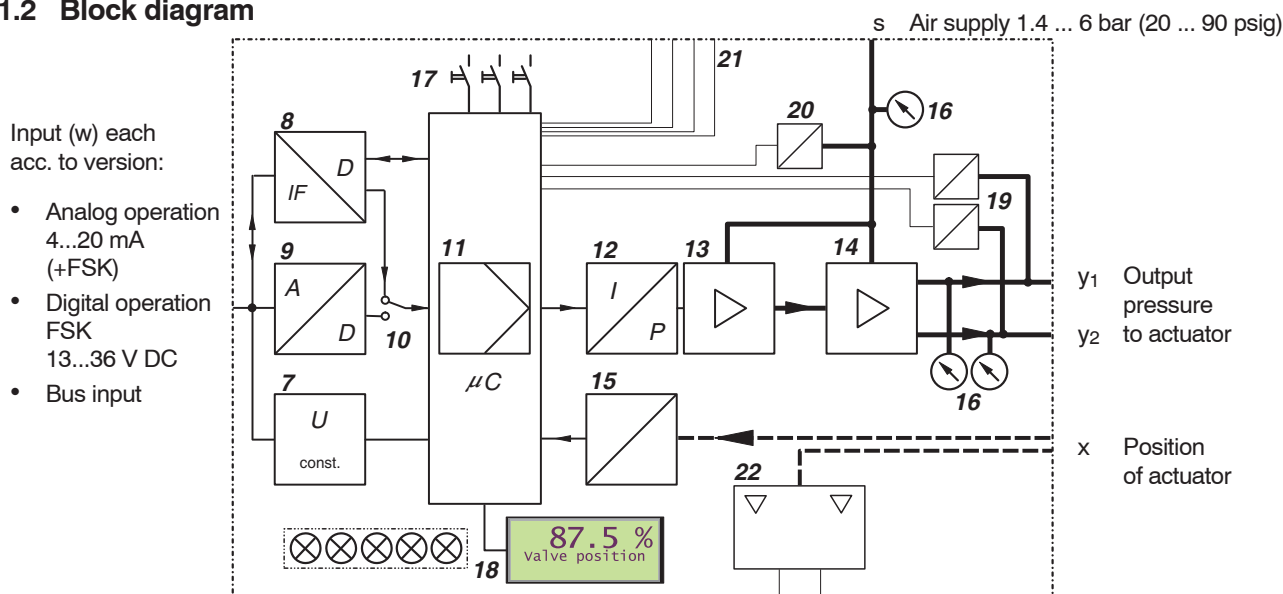 1.2 Block diagram
s Air supply 1.4 ... 6 bar (20 ... 90 psig)
Input (w) each
acc. to version:
• Analog operation
4...20 mA
(+FSK)
• Digital operation
FSK
13...36 V DC
• Bus input
17
21
20
16
8
D
IF
19
9
A
D
10
11
µC
12
I
P
13
14
y1 Output
pressure
y2 to actuator
16
7
U
const.
15
x Position
of actuator
22
18
87.5 %
Valve position